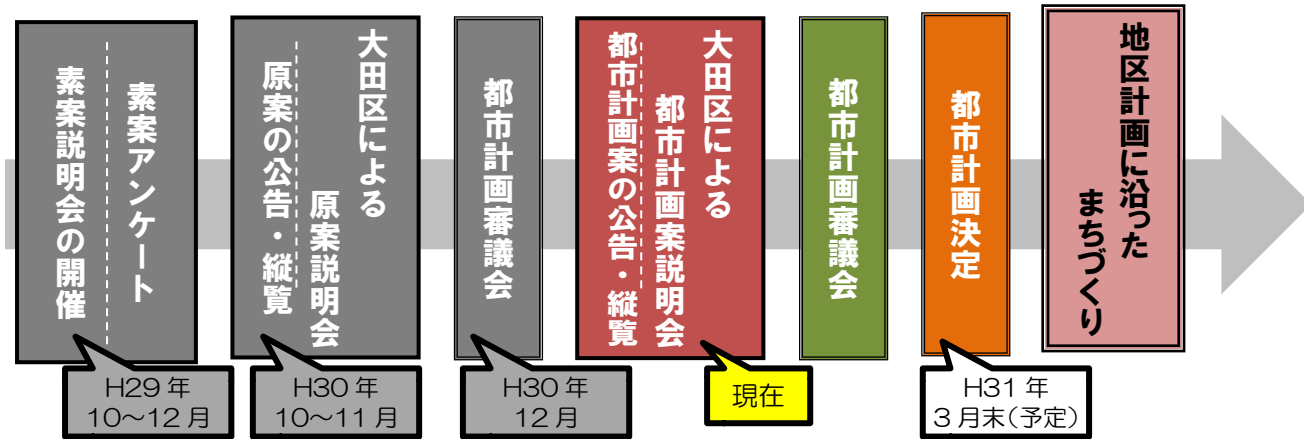 素案アンケート
素案説明会の開催
大田区による
原案説明会
原案の公告・縦覧
都市計画審議会
大田区による
都市計画案説明会
都市計画案の公告・縦覧
都市計画審議会
都市計画決定
地区計画に沿った
まちづくり
H29年
10～12月
H30年
10～11月
H30年
12月
現在
H31年
3月末(予定)